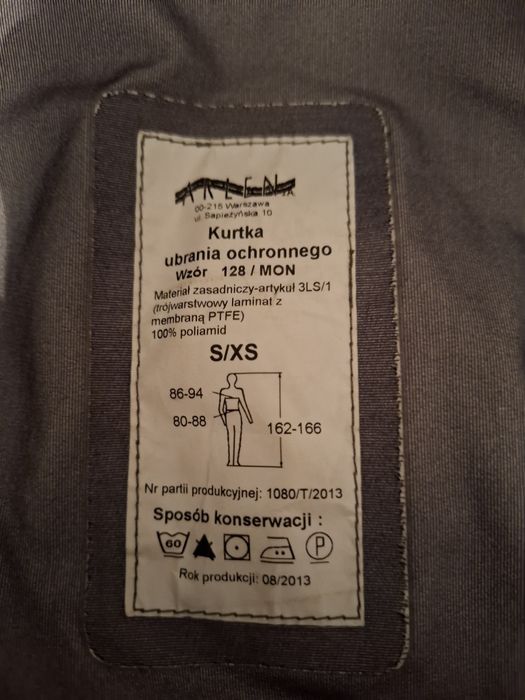 ARLEN S.A.
00-215 Warszawa
ul. Sapieżyńska 10
Kurtka
ubrania ochronnego
Wzór 128 / MON
Materiał zasadniczy-artykuł 3LS/1
(trójwarstwowy laminat z
membraną PTFE)
100% poliamid
S/XS
86-94
80-88
162-166
Nr partii produkcyjnej: 1080/T/2013
Sposób konserwacji :
60
P
Rok produkcji: 08/2013